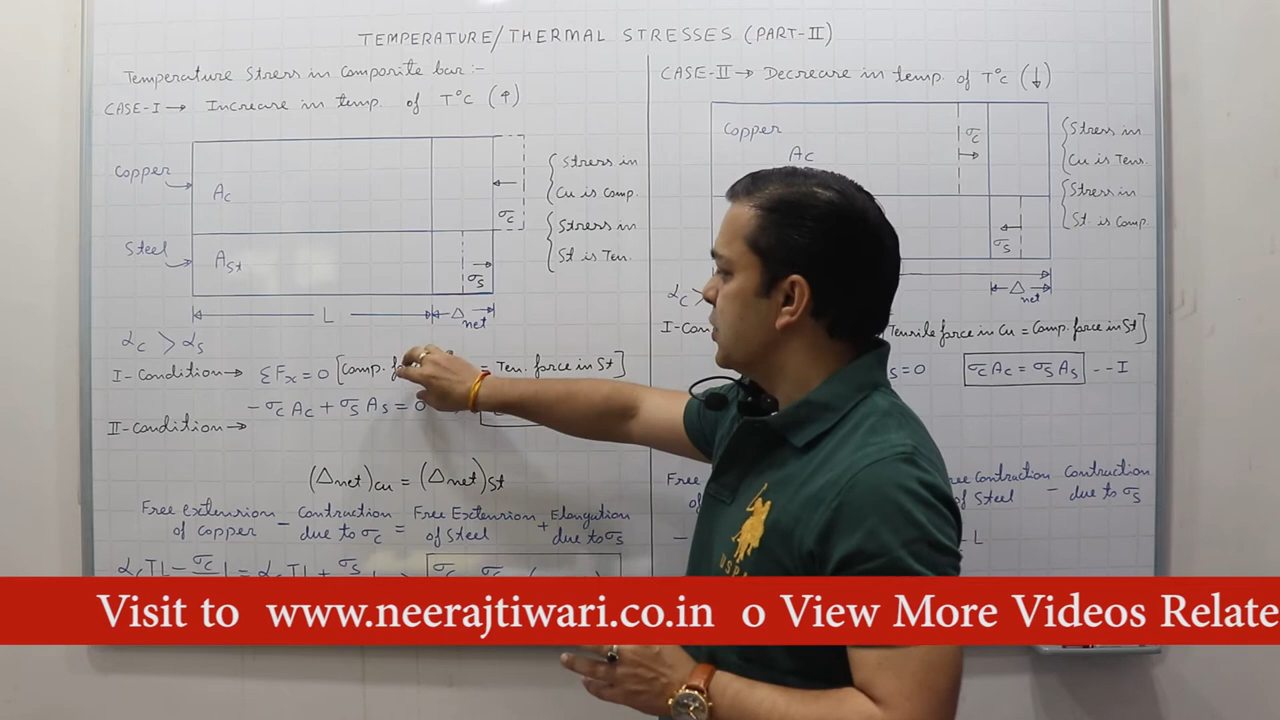 TEMPERATURE/THERMAL STRESSES (PART-II)
Temperature Stress in Composite bar:-
CASE-I → Increase in temp. of T°C (↑)
Copper
Ac
σc
Steel
ASt
σs
{Stress in
Cu is Comp.
{Stress in
St is Ten.
L
Δnet
αc > αs
I-Condition → ΣFx = 0 [Comp. = Ten. force in St]
-σc Ac + σs As = 0
II-Condition →
(Δnet)Cu = (Δnet)St
Free extension of Copper - Contraction due to σc = Free Extension of Steel + Elongation due to σs
CASE-II → Decrease in temp. of T°C (↓)
Copper
Ac
σc
σs
{Stress in
Cu is Tens.
{Stress in
St is Comp.
Δnet
αc >
I-Con
Tensile force in Cu = Comp. force in St]
s = 0
σc Ac = σs As -- I
Free
Contraction of Steel - Contraction due to σs
L
USPA
Visit to www.neerajtiwari.co.in o View More Videos Relate